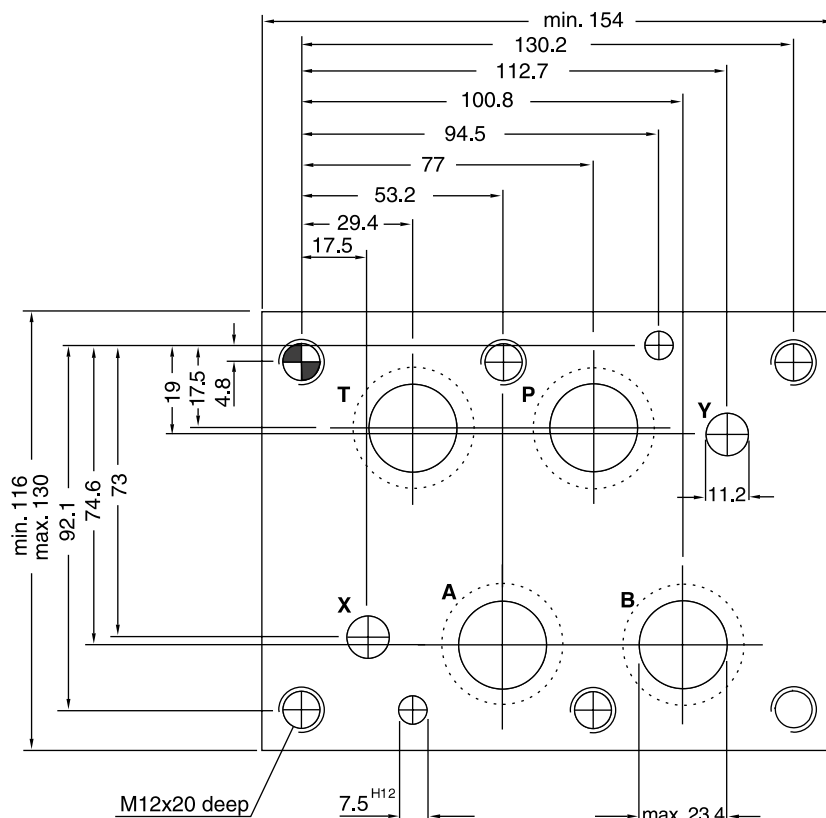 min. 154
130.2
112.7
100.8
94.5
77
53.2
29.4
17.5
min. 116
max. 130
92.1
74.6
73
19
17.5
4.8
T
P
Y
11.2
X
A
B
M12x20 deep
7.5 H12
max. 23.4